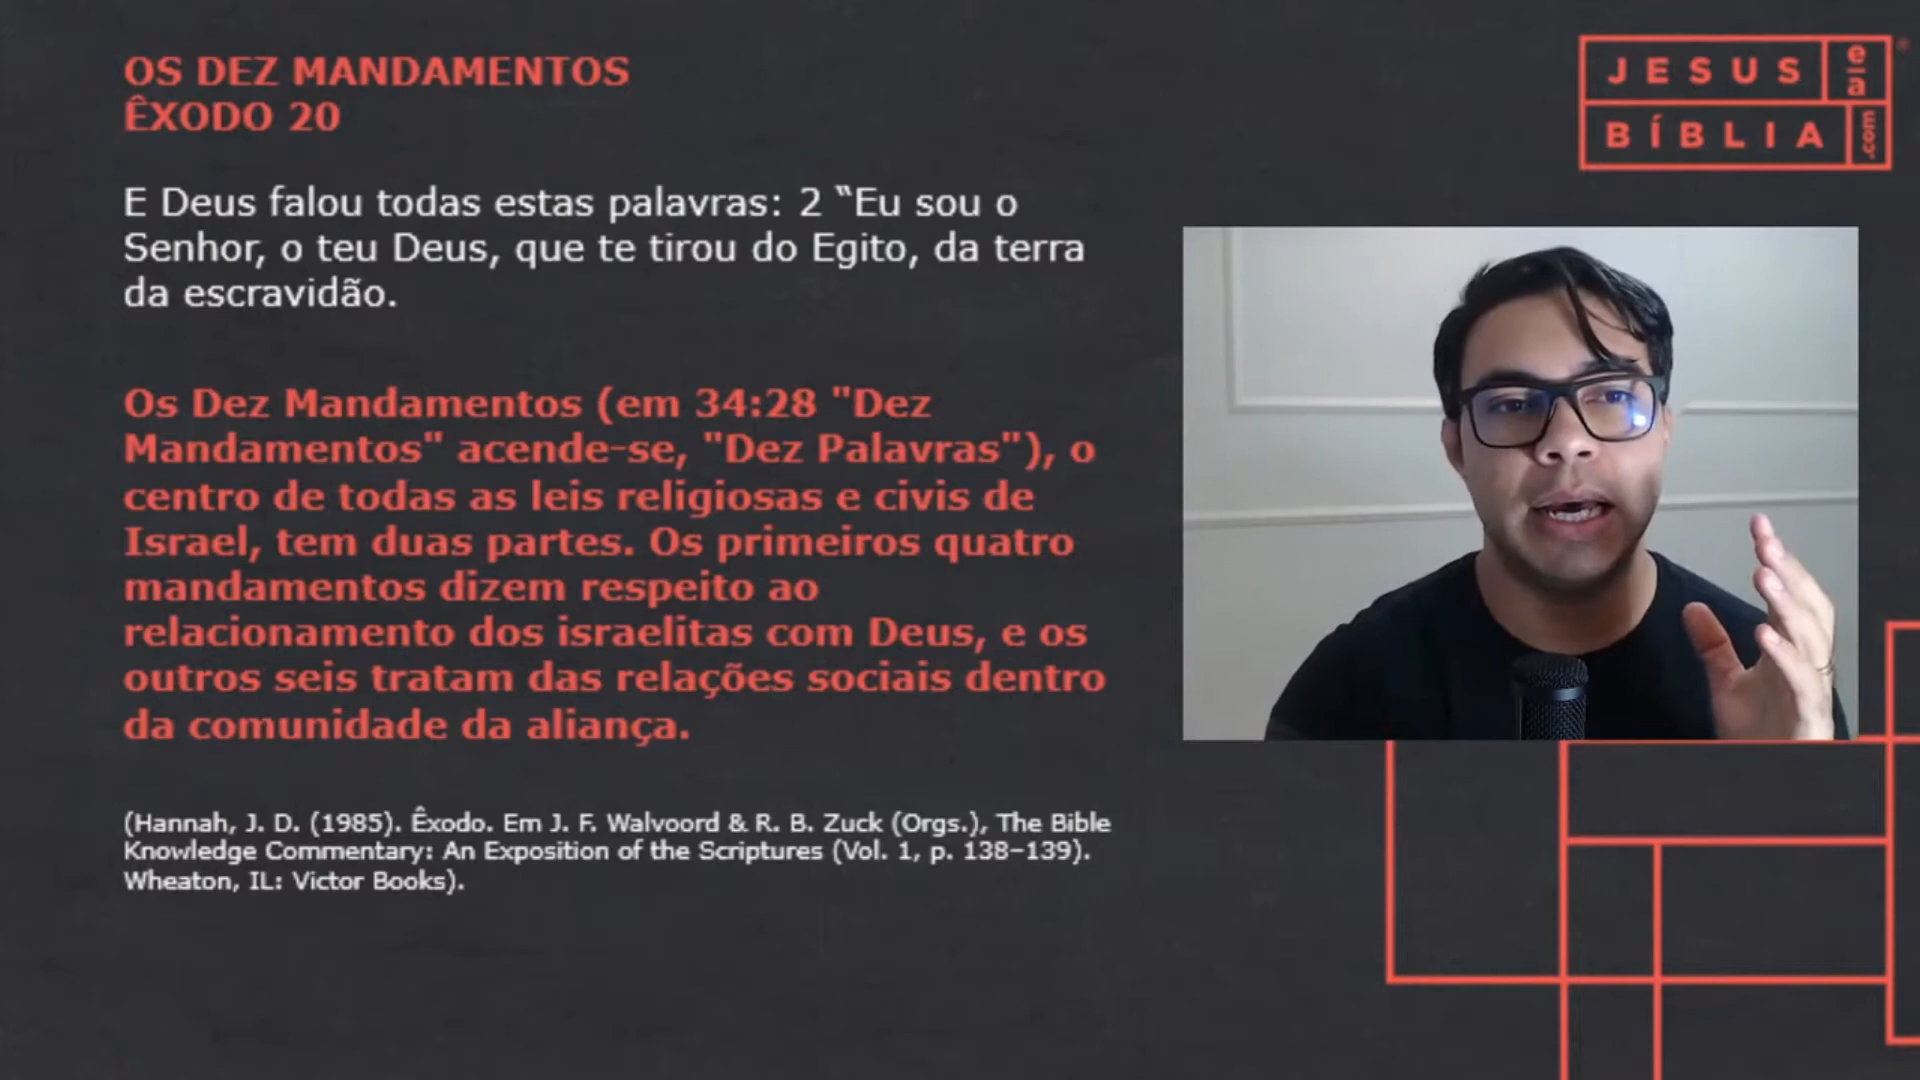 OS DEZ MANDAMENTOS
ÊXODO 20
E Deus falou todas estas palavras: 2 “Eu sou o
Senhor, o teu Deus, que te tirou do Egito, da terra
da escravidão.
Os Dez Mandamentos (em 34:28 "Dez
Mandamentos" acende-se, "Dez Palavras"), o
centro de todas as leis religiosas e civis de
Israel, tem duas partes. Os primeiros quatro
mandamentos dizem respeito ao
relacionamento dos israelitas com Deus, e os
outros seis tratam das relações sociais dentro
da comunidade da aliança.
(Hannah, J. D. (1985). Êxodo. Em J. F. Walvoord & R. B. Zuck (Orgs.), The Bible
Knowledge Commentary: An Exposition of the Scriptures (Vol. 1, p. 138–139).
Wheaton, IL: Victor Books).
JESUS e a
BÍBLIA .com